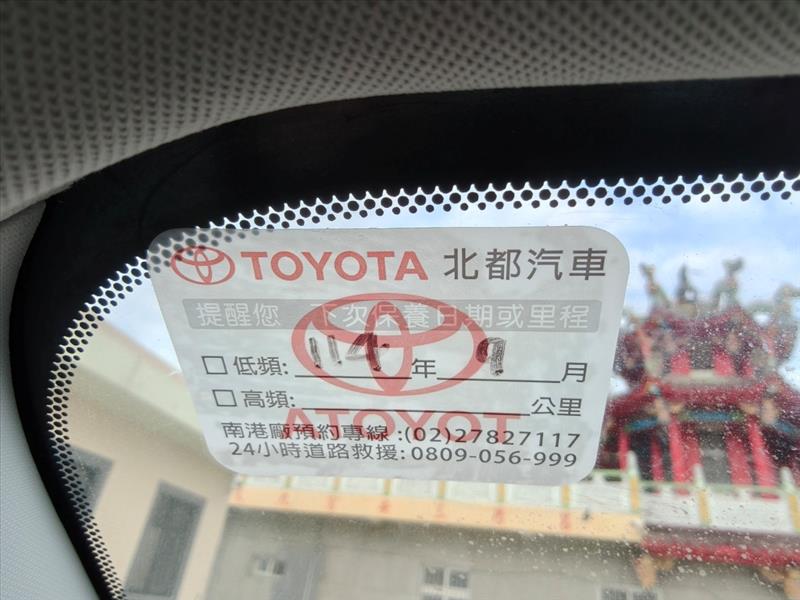 TOYOTA 北都汽車
提醒您 下次保養日期或里程
低頻: 114 年 9 月
高頻: 公里
TOYOTA
南港廠預約專線:(02)27827117
24小時道路救援: 0809-056-999